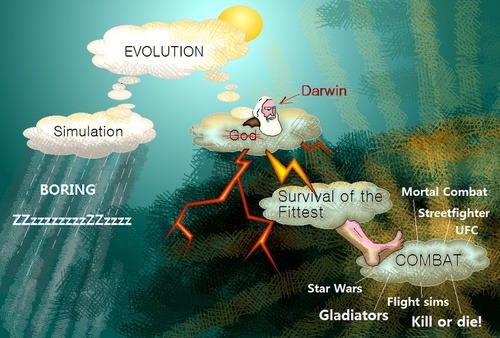 EVOLUTION
Darwin
Simulation
God
BORING
ZZzzzzzzzzZZzzzz
Survival of the
Fittest
Mortal Combat
Streetfighter
UFC
COMBAT
Star Wars
Flight sims
Gladiators
Kill or die!